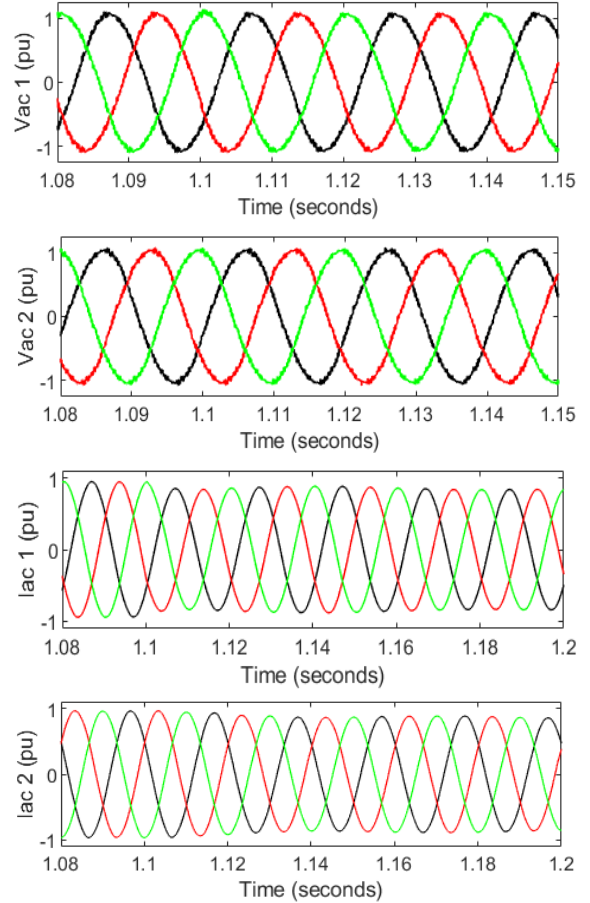 Vac 1 (pu)
1
0
-1
1.08 1.09 1.1 1.11 1.12 1.13 1.14 1.15
Time (seconds)
Vac 2 (pu)
1
0
-1
1.08 1.09 1.1 1.11 1.12 1.13 1.14 1.15
Time (seconds)
Iac 1 (pu)
1
0
-1
1.08 1.1 1.12 1.14 1.16 1.18 1.2
Time (seconds)
Iac 2 (pu)
1
0
-1
1.08 1.1 1.12 1.14 1.16 1.18 1.2
Time (seconds)